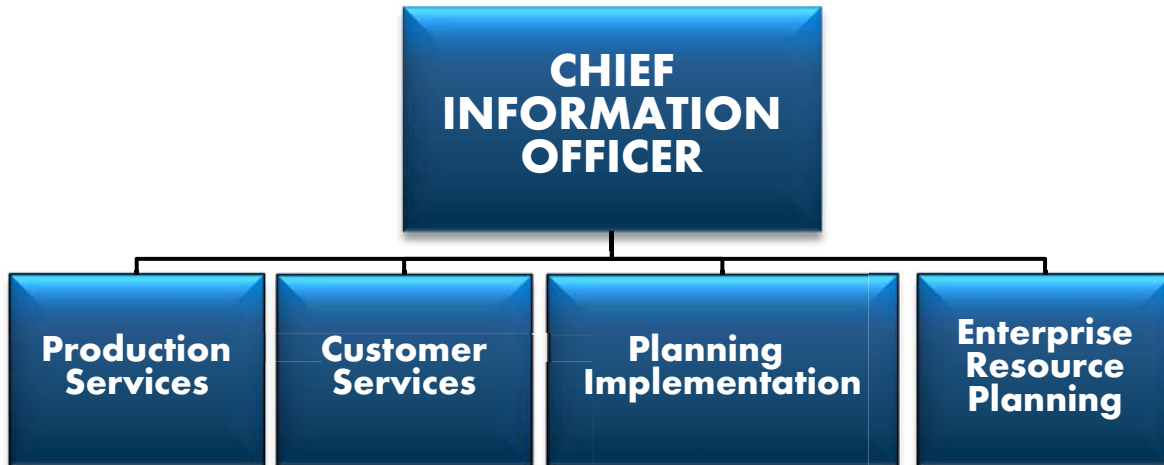 CHIEF
INFORMATION
OFFICER
Production
Services
Customer
Services
Planning
Implementation
Enterprise
Resource
Planning